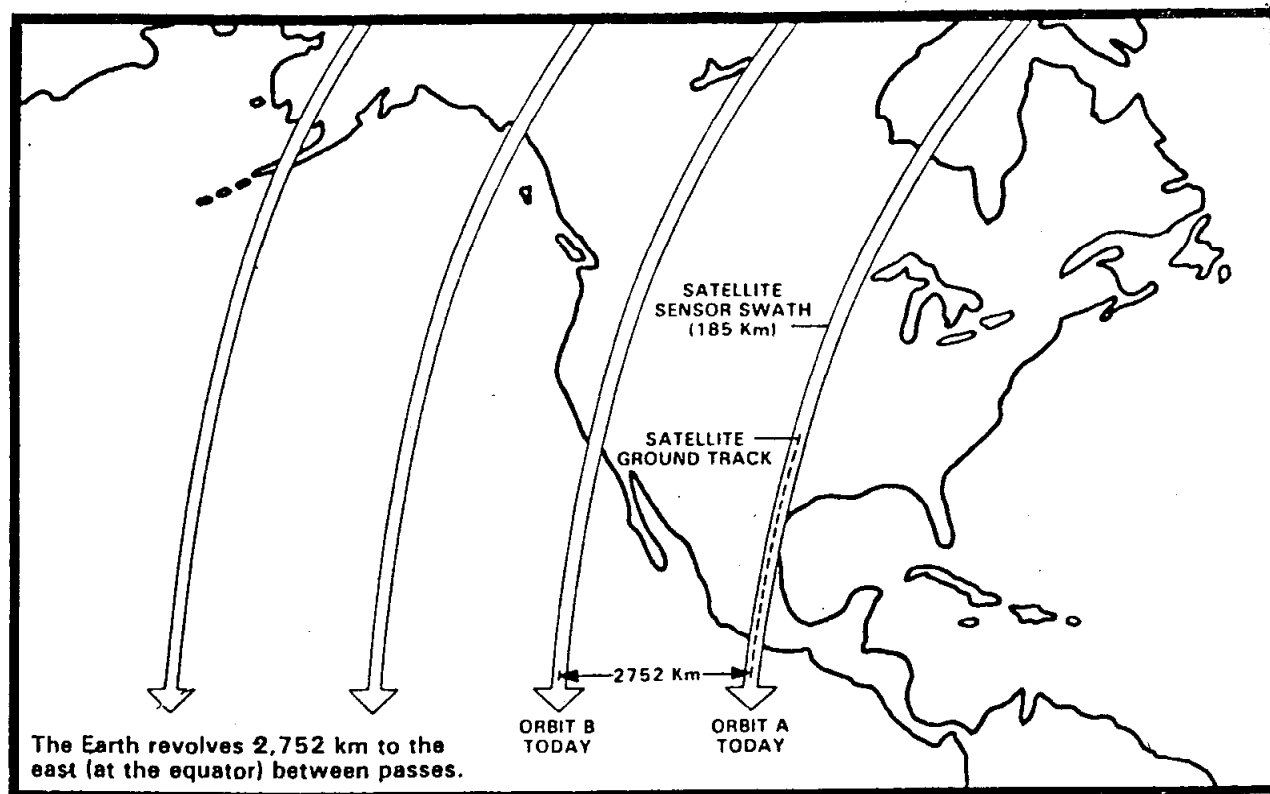 SATELLITE
SENSOR SWATH
(185 Km)
SATELLITE
GROUND TRACK
2752 Km
ORBIT B
TODAY
ORBIT A
TODAY
The Earth revolves 2,752 km to the
east (at the equator) between passes.